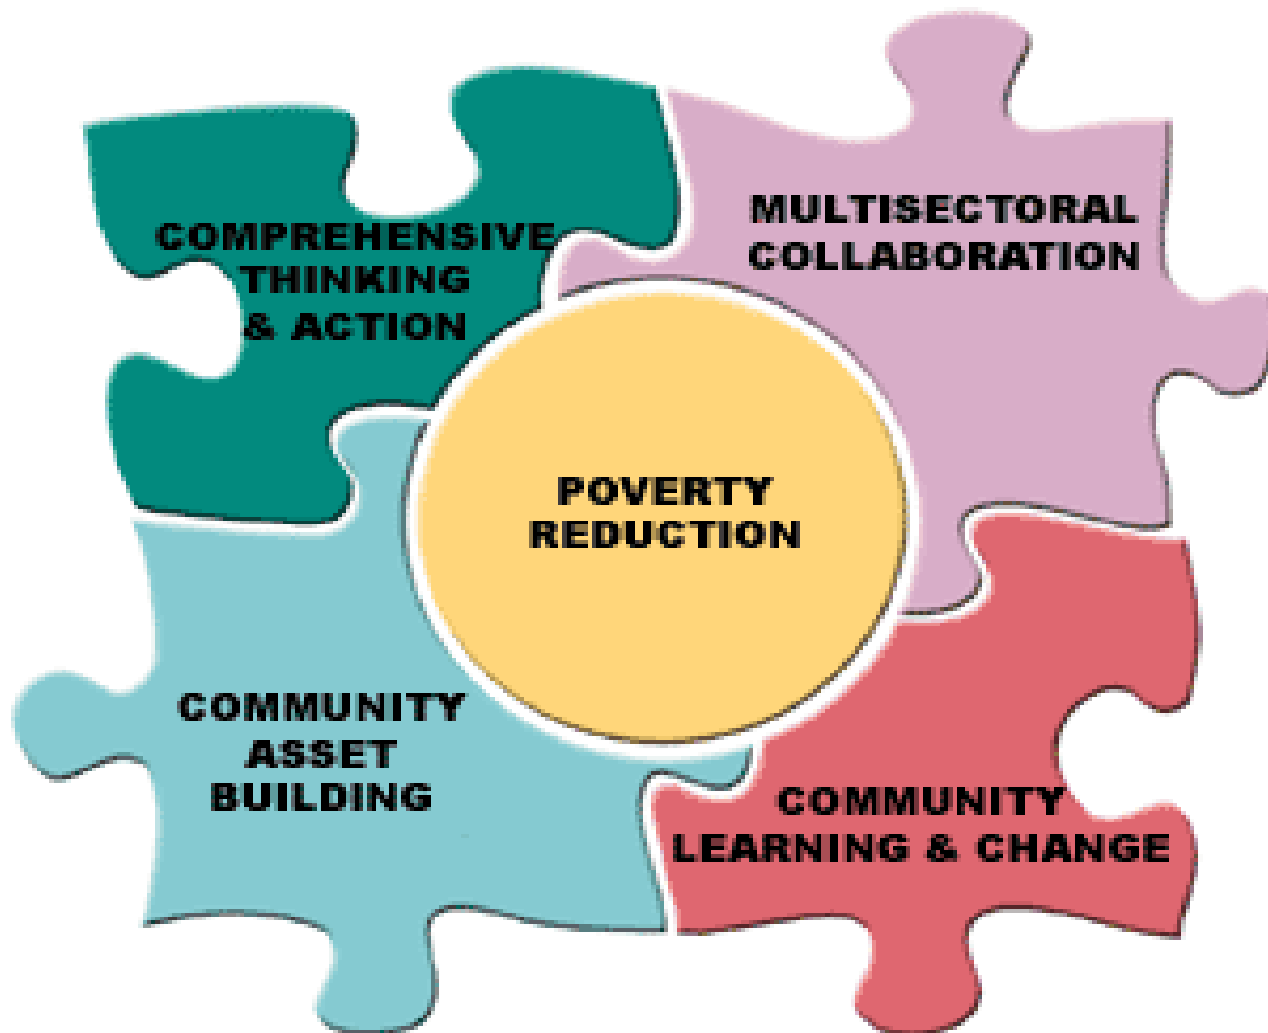 COMPREHENSIVE
THINKING
& ACTION
MULTISECTORAL
COLLABORATION
POVERTY
REDUCTION
COMMUNITY
ASSET
BUILDING
COMMUNITY
LEARNING & CHANGE